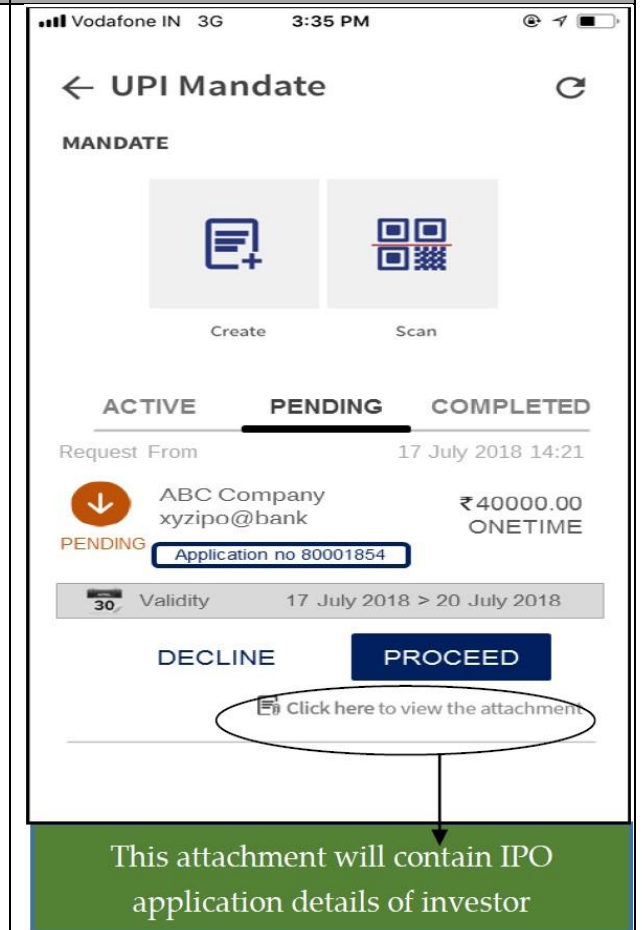 Vodafone IN 3G 3:35 PM
← UPI Mandate
MANDATE
Create Scan
ACTIVE PENDING COMPLETED
Request From 17 July 2018 14:21
ABC Company ₹40000.00
xyzipo@bank ONETIME
PENDING
Application no 80001854
30 Validity 17 July 2018 > 20 July 2018
DECLINE PROCEED
Click here to view the attachment
This attachment will contain IPO
application details of investor